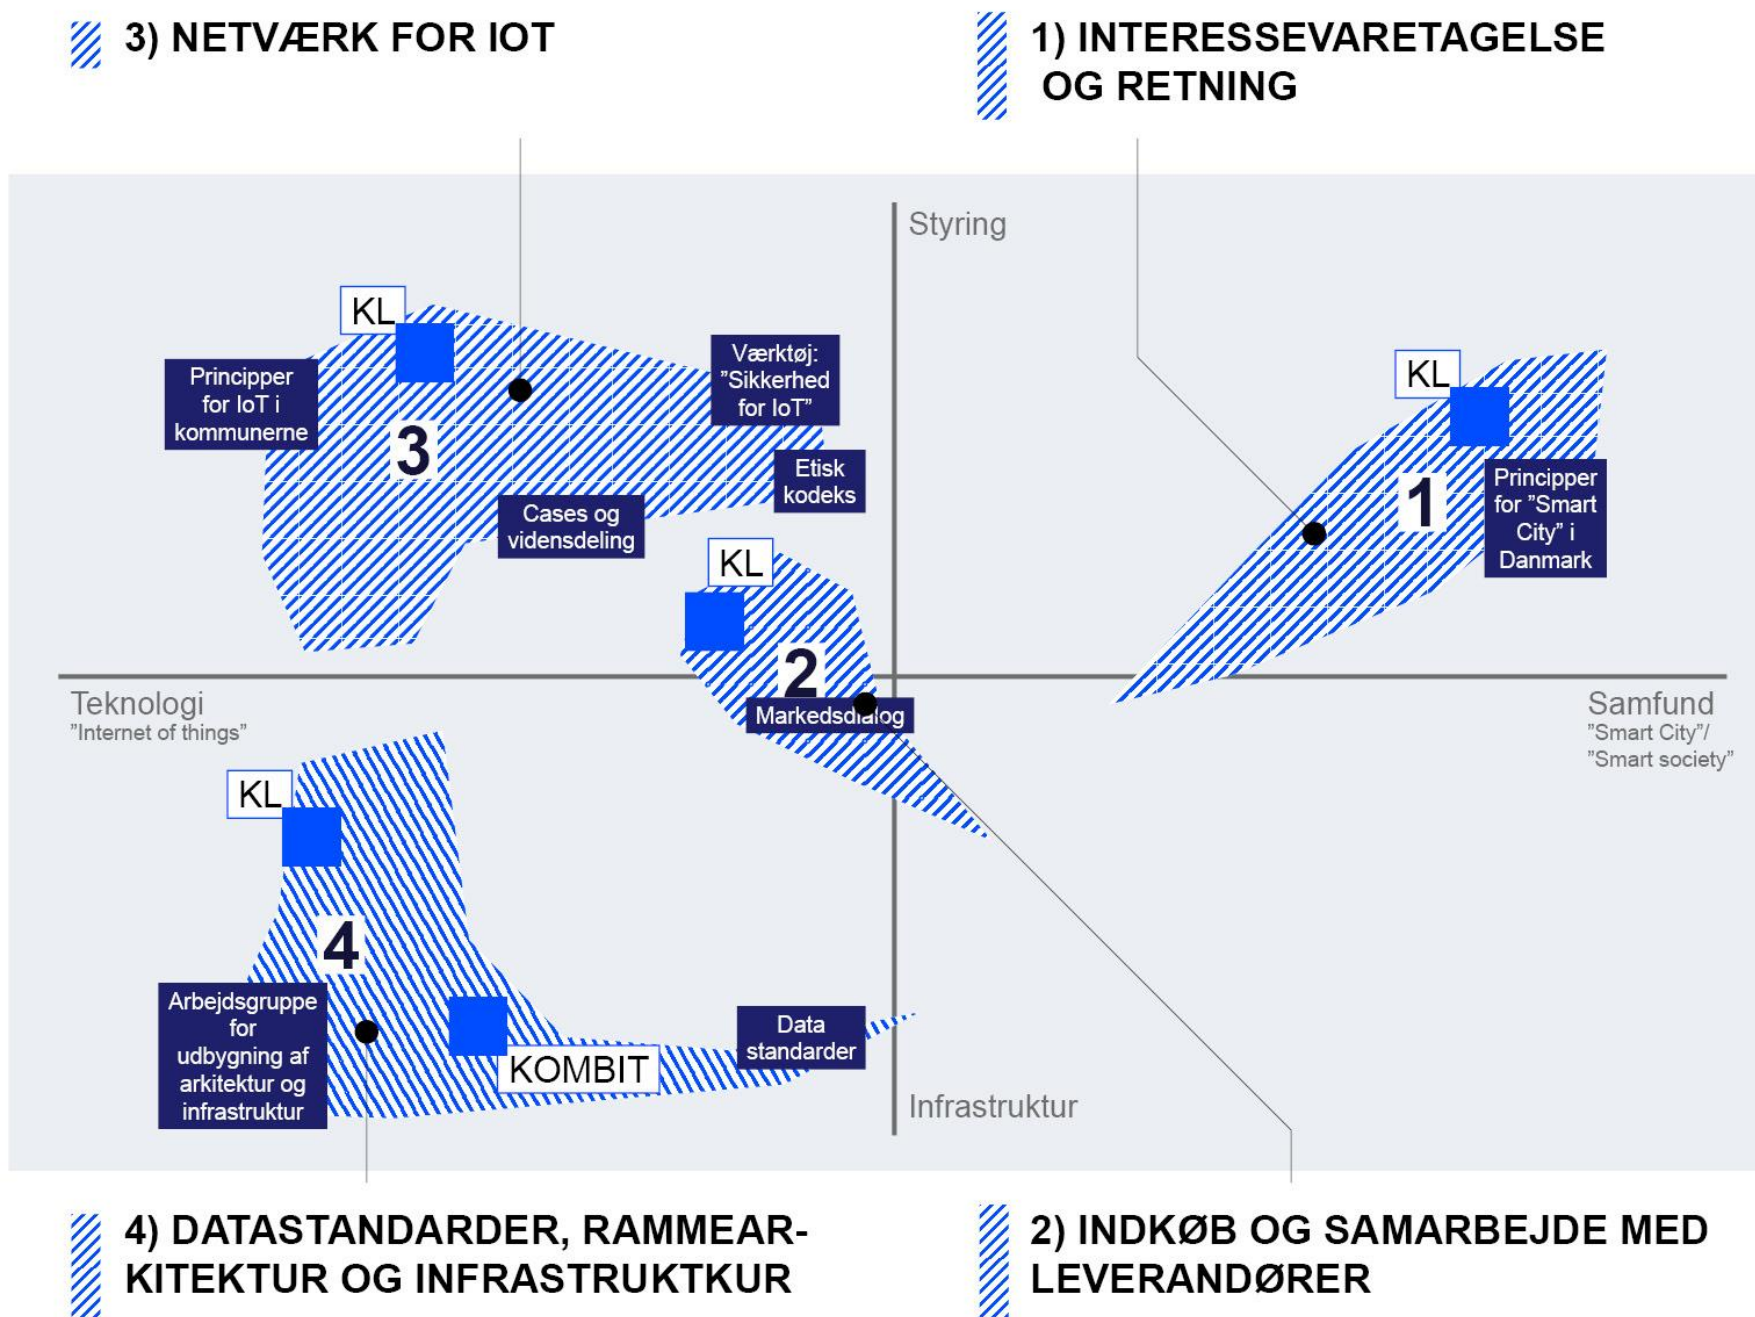 3) NETVÆRK FOR IOT
1) INTERESSEVARETAGELSE
OG RETNING
Styring
KL
Principper
for IoT i
kommunerne
3
Værktøj:
”Sikkerhed
for IoT”
Etisk
kodeks
Cases og
vidensdeling
KL
1
Principper
for ”Smart
City” i
Danmark
KL
2
Markedsdialog
Teknologi
”Internet of things”
Samfund
”Smart City”/
”Smart society”
KL
4
Arbejdsgruppe
for
udbygning af
arkitektur og
infrastruktur
KOMBIT
Data
standarder
Infrastruktur
4) DATASTANDARDER, RAMMEAR-
KITEKTUR OG INFRASTRUKTKUR
2) INDKØB OG SAMARBEJDE MED
LEVERANDØRER